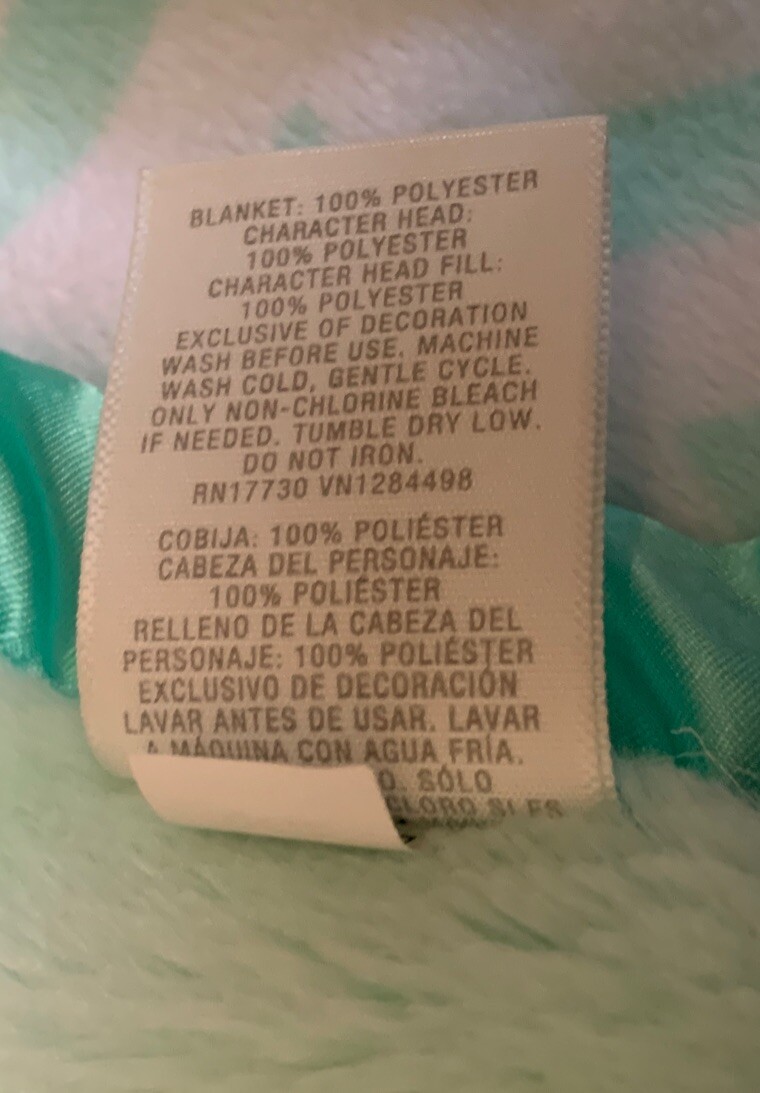 BLANKET: 100% POLYESTER
CHARACTER HEAD:
100% POLYESTER
CHARACTER HEAD FILL:
100% POLYESTER
EXCLUSIVE OF DECORATION
WASH BEFORE USE. MACHINE
WASH COLD, GENTLE CYCLE.
ONLY NON-CHLORINE BLEACH
IF NEEDED. TUMBLE DRY LOW.
DO NOT IRON.
RN17730 VN1284498
COBIJA: 100% POLIÉSTER
CABEZA DEL PERSONAJE:
100% POLIÉSTER
RELLENO DE LA CABEZA DEL
PERSONAJE: 100% POLIÉSTER
EXCLUSIVO DE DECORACIÓN
LAVAR ANTES DE USAR. LAVAR
A MÁQUINA CON AGUA FRÍA.
SÓLO
CLORO SI ES